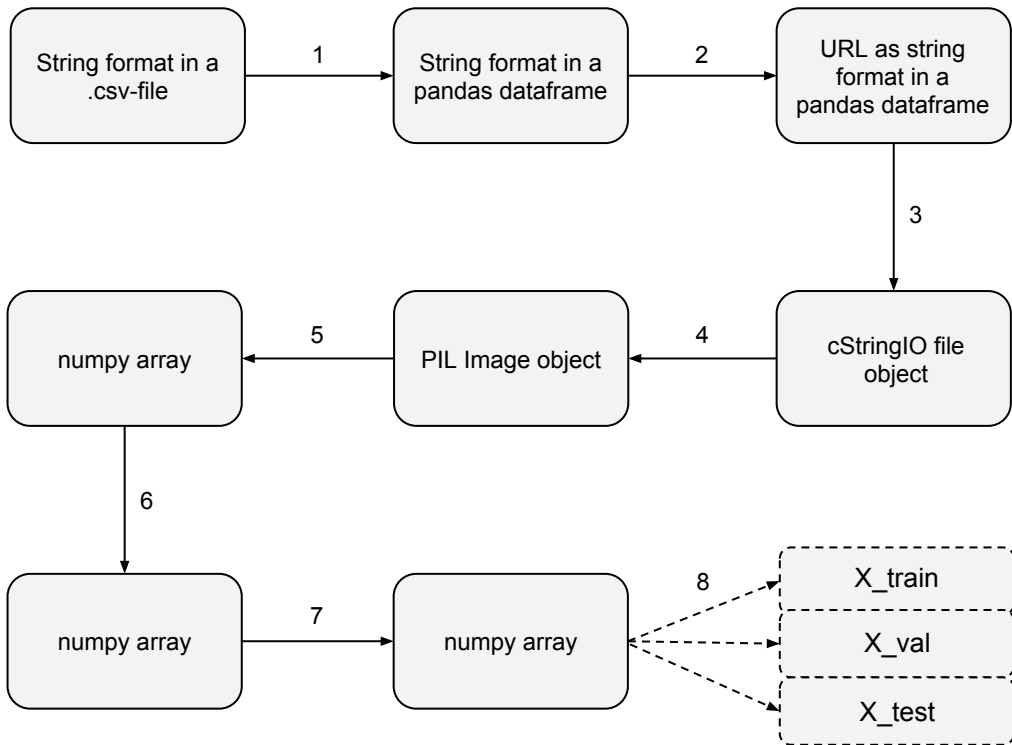 String format in a
.csv-file
1
String format in a
pandas dataframe
2
URL as string
format in a
pandas dataframe
3
cStringIO file
object
4
PIL Image object
5
numpy array
6
numpy array
7
numpy array
8
X_train
X_val
X_test